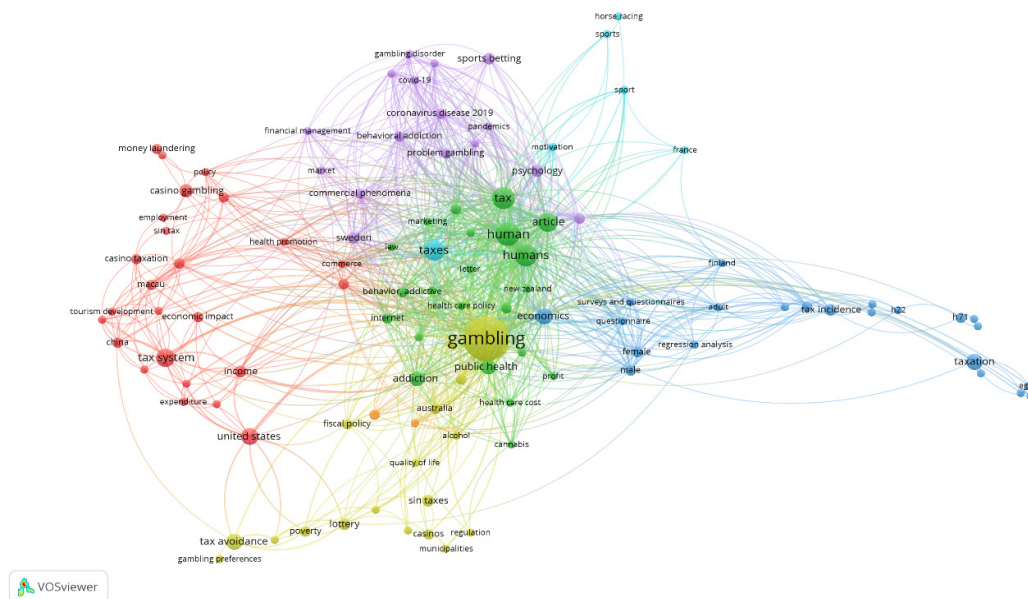 horse racing
sports
gambling disorder
sports betting
covid-19
sport
coronavirus disease 2019
financial management
behavioral addiction
pandemics
money laundering
problem gambling
motivation
france
policy
market
psychology
casino gambling
commercial phenomena
tax
employment
marketing
article
sin tax
human
health promotion
sweden
law
taxes
humans
casino taxation
commerce
letter
finland
macau
behavior, addictive
new zealand
health care policy
surveys and questionnaires
adult
tax incidence
h22
tourism development
economic impact
internet
economics
questionnaire
h71
china
gambling
regression analysis
tax system
female
income
public health
male
taxation
addiction
profit
expenditure
australia
health care cost
fiscal policy
united states
alcohol
cannabis
quality of life
sin taxes
lottery
poverty
casinos
regulation
tax avoidance
municipalities
gambling preferences
VOSviewer